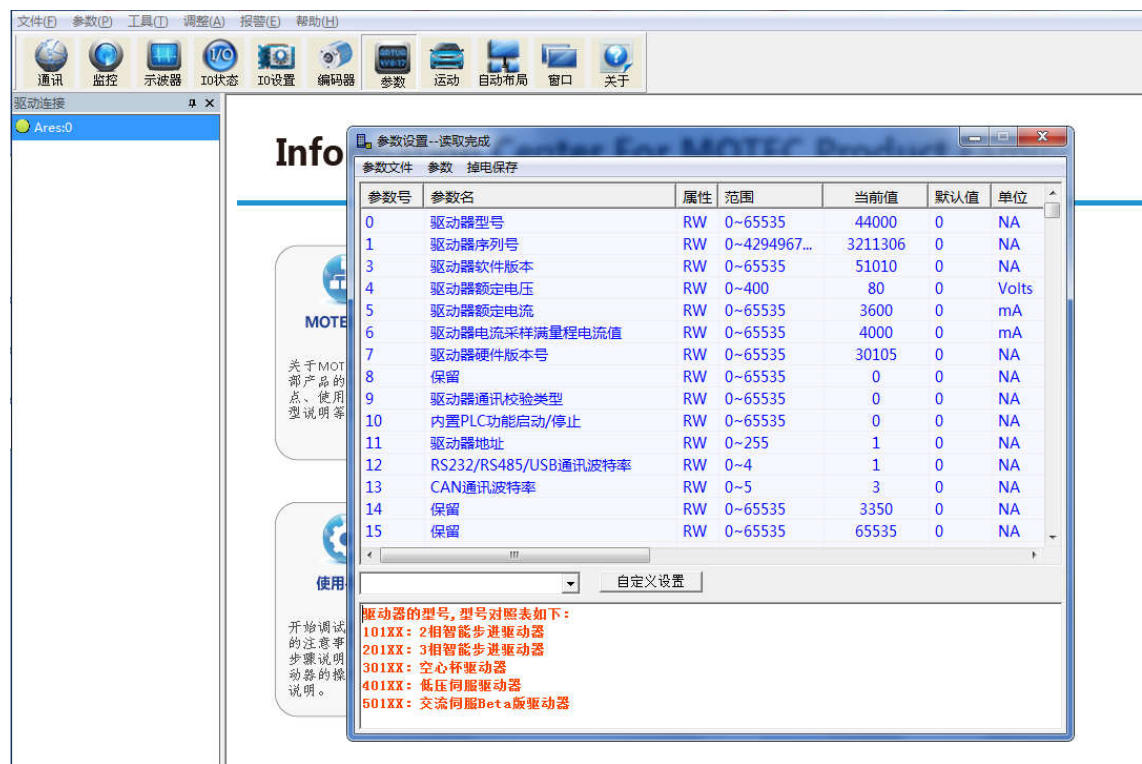 文件(F) 参数(P) 工具(T) 调整(A) 报警(E) 帮助(H)
通讯 监控 示波器 IO状态 IO设置 编码器 参数 运动 自动布局 窗口 关于
驱动连接
Ares:0
Info
MOTE
关于MOT
部产品的
点、使用
型说明等
使用
开始调试
的注意事
步骤说明
动器的操
说明。
参数设置--读取完成
参数文件 参数 掉电保存
参数号 参数名 属性 范围 当前值 默认值 单位
0 驱动器型号 RW 0~65535 44000 0 NA
1 驱动器序列号 RW 0~4294967... 3211306 0 NA
3 驱动器软件版本 RW 0~65535 51010 0 NA
4 驱动器额定电压 RW 0~400 80 0 Volts
5 驱动器额定电流 RW 0~65535 3600 0 mA
6 驱动器电流采样满量程电流值 RW 0~65535 4000 0 mA
7 驱动器硬件版本号 RW 0~65535 30105 0 NA
8 保留 RW 0~65535 0 0 NA
9 驱动器通讯校验类型 RW 0~65535 0 0 NA
10 内置PLC功能启动/停止 RW 0~65535 0 0 NA
11 驱动器地址 RW 0~255 1 0 NA
12 RS232/RS485/USB通讯波特率 RW 0~4 1 0 NA
13 CAN通讯波特率 RW 0~5 3 0 NA
14 保留 RW 0~65535 3350 0 NA
15 保留 RW 0~65535 65535 0 NA
自定义设置
驱动器的型号,型号对照表如下:
101XX: 2相智能步进驱动器
201XX: 3相智能步进驱动器
301XX: 空心杯驱动器
401XX: 低压伺服驱动器
501XX: 交流伺服Beta版驱动器